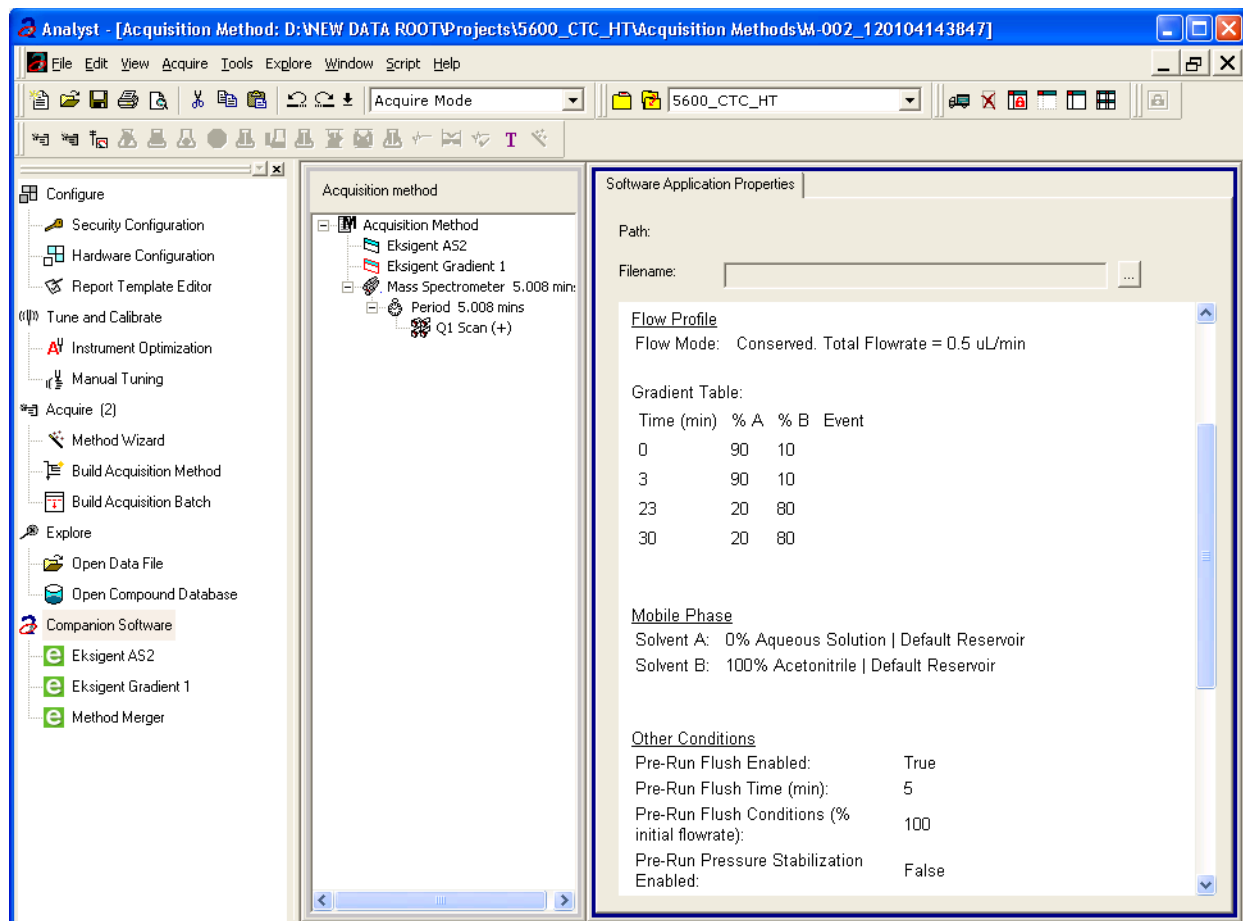 Analyst - [Acquisition Method: D:\NEW DATA ROOT\Projects\5600_CTC_HT\Acquisition Methods\M-002_120104143847]
File Edit View Acquire Tools Explore Window Script Help
Acquire Mode
5600_CTC_HT
T
Configure
Security Configuration
Hardware Configuration
Report Template Editor
Tune and Calibrate
Instrument Optimization
Manual Tuning
Acquire (2)
Method Wizard
Build Acquisition Method
Build Acquisition Batch
Explore
Open Data File
Open Compound Database
Companion Software
Eksigent AS2
Eksigent Gradient 1
Method Merger
Acquisition method
Acquisition Method
Eksigent AS2
Eksigent Gradient 1
Mass Spectrometer 5.008 mins
Period 5.008 mins
Q1 Scan (+)
Software Application Properties
Path:
Filename:
...
Flow Profile
Flow Mode: Conserved. Total Flowrate = 0.5 uL/min
Gradient Table:
Time (min) % A % B Event
0 90 10
3 90 10
23 20 80
30 20 80
Mobile Phase
Solvent A: 0% Aqueous Solution | Default Reservoir
Solvent B: 100% Acetonitrile | Default Reservoir
Other Conditions
Pre-Run Flush Enabled: True
Pre-Run Flush Time (min): 5
Pre-Run Flush Conditions (% initial flowrate): 100
Pre-Run Pressure Stabilization Enabled: False